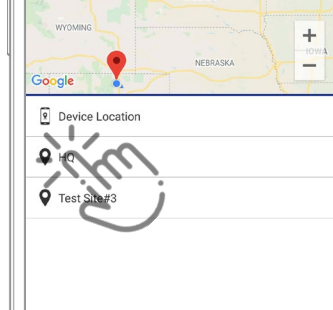 WYOMING
+
IOWA
NEBRASKA
−
Google
Device Location
HQ
Test Site#3